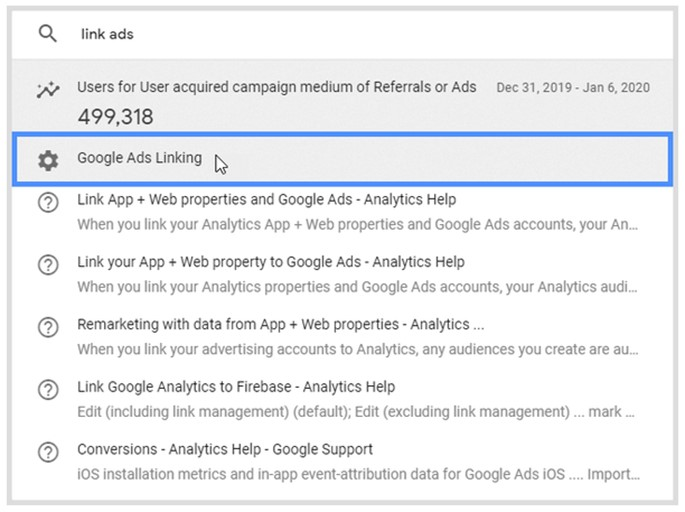 link ads
Users for User acquired campaign medium of Referrals or Ads Dec 31, 2019 - Jan 6, 2020
499,318
Google Ads Linking
Link App + Web properties and Google Ads - Analytics Help
When you link your Analytics App + Web properties and Google Ads accounts, your An...
Link your App + Web property to Google Ads - Analytics Help
When you link your Analytics properties and Google Ads accounts, your Analytics audi...
Remarketing with data from App + Web properties - Analytics ...
When you link your advertising accounts to Analytics, any audiences you create are au...
Link Google Analytics to Firebase - Analytics Help
Edit (including link management) (default); Edit (excluding link management) ... mark ...
Conversions - Analytics Help - Google Support
iOS installation metrics and in-app event-attribution data for Google Ads iOS .... Import...